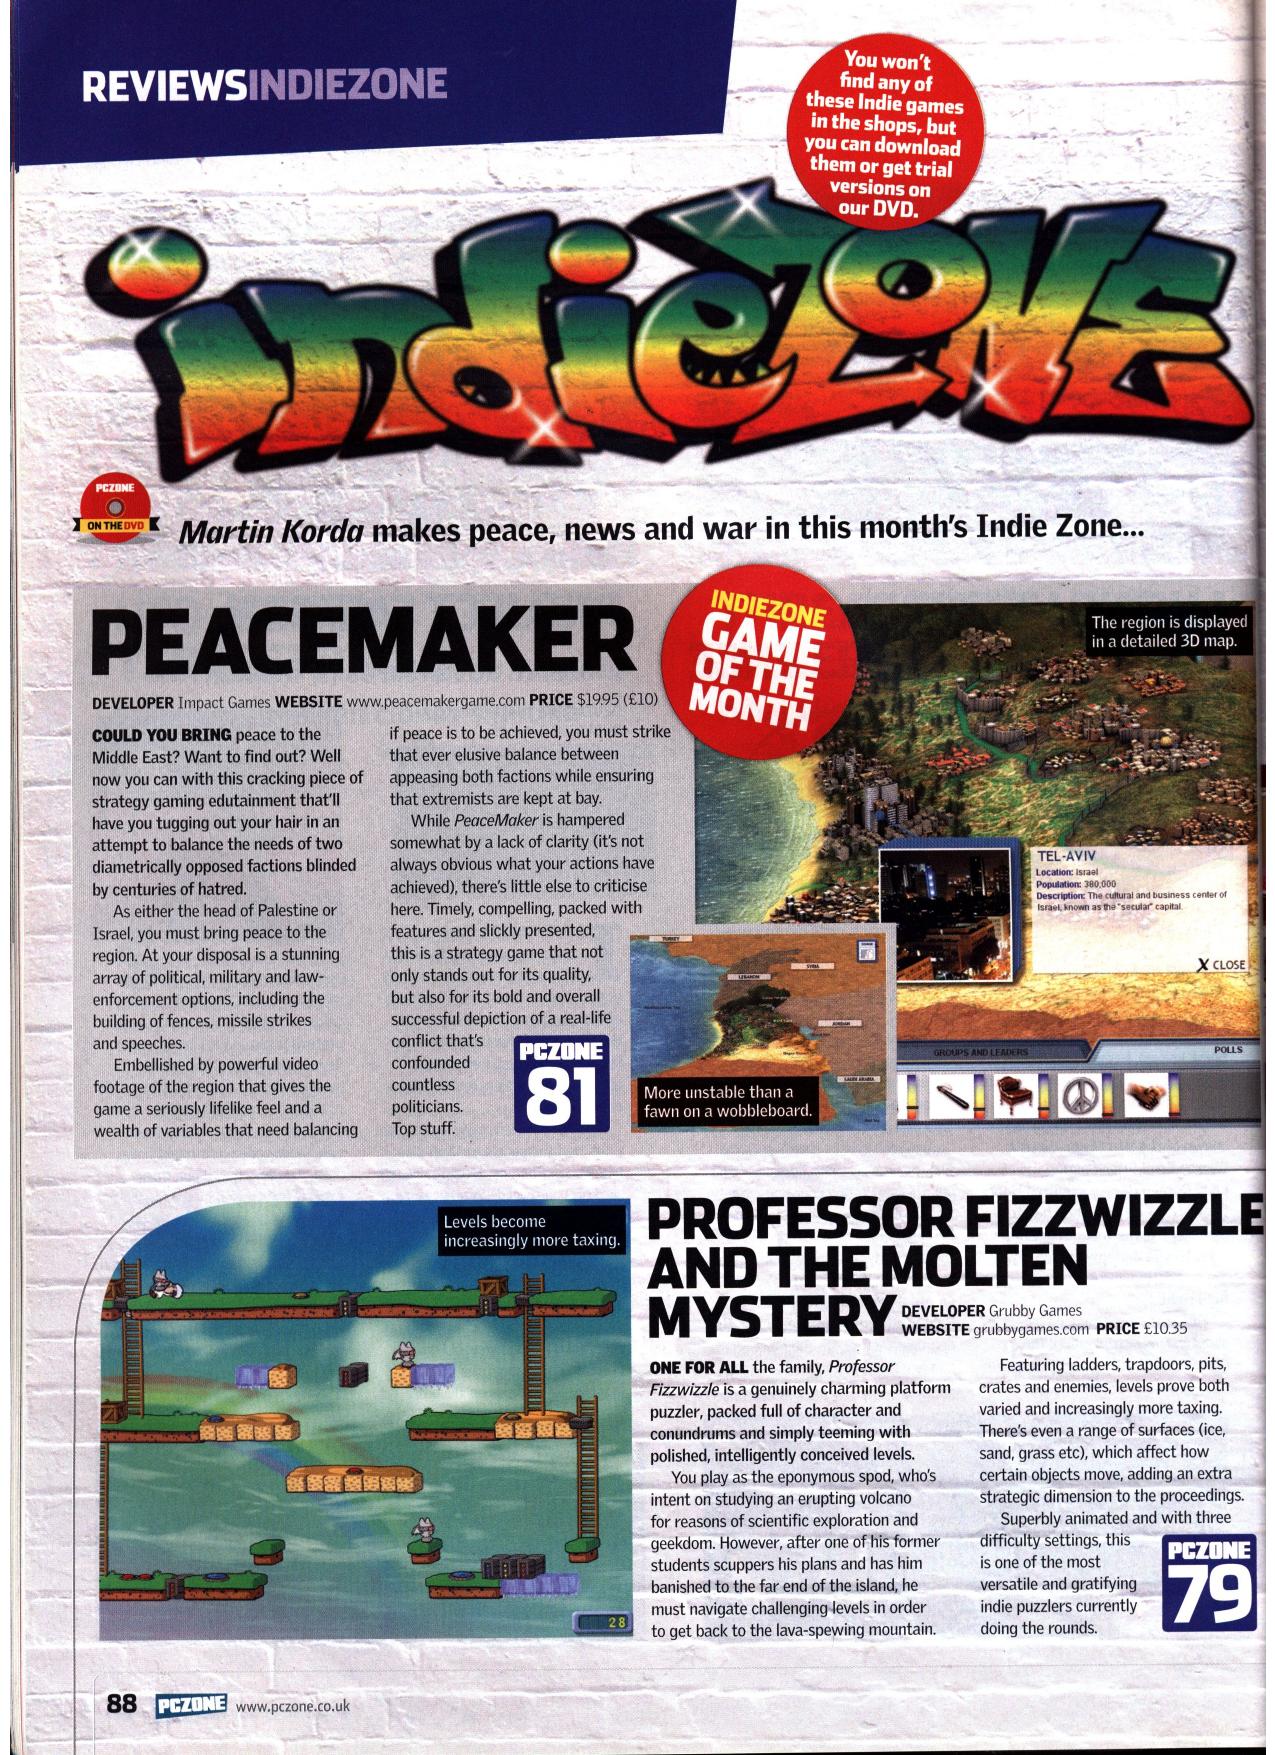 REVIEWSINDIEZONE
You won't
find any of
these Indie games
in the shops, but
you can download
them or get trial
versions on
our DVD.
indiezone
PCZONE
ON THE DVD
Martin Korda makes peace, news and war in this month's Indie Zone...
PEACEMAKER
DEVELOPER Impact Games WEBSITE www.peacemakergame.com PRICE $19.95 (£10)
COULD YOU BRING peace to the
Middle East? Want to find out? Well
now you can with this cracking piece of
strategy gaming edutainment that'll
have you tugging out your hair in an
attempt to balance the needs of two
diametrically opposed factions blinded
by centuries of hatred.
As either the head of Palestine or
Israel, you must bring peace to the
region. At your disposal is a stunning
array of political, military and law-
enforcement options, including the
building of fences, missile strikes
and speeches.
Embellished by powerful video
footage of the region that gives the
game a seriously lifelike feel and a
wealth of variables that need balancing
if peace is to be achieved, you must strike
that ever elusive balance between
appeasing both factions while ensuring
that extremists are kept at bay.
While PeaceMaker is hampered
somewhat by a lack of clarity (it's not
always obvious what your actions have
achieved), there's little else to criticise
here. Timely, compelling, packed with
features and slickly presented,
this is a strategy game that not
only stands out for its quality,
but also for its bold and overall
successful depiction of a real-life
conflict that's
confounded
countless
politicians.
Top stuff.
PCZONE
81
INDIEZONE
GAME
OF THE
MONTH
The region is displayed
in a detailed 3D map.
TEL-AVIV
Location: Israel
Population: 380,000
Description: The cultural and business center of
Israel, known as the "secular" capital.
X CLOSE
GROUPS AND LEADERS
POLLS
TURKEY
SYRIA
LEBANON
JORDAN
SAUDI ARABIA
More unstable than a
fawn on a wobbleboard.
Levels become
increasingly more taxing.
28
PROFESSOR FIZZWIZZLE
AND THE MOLTEN
MYSTERY
DEVELOPER Grubby Games
WEBSITE grubbygames.com PRICE £10.35
ONE FOR ALL the family, Professor
Fizzwizzle is a genuinely charming platform
puzzler, packed full of character and
conundrums and simply teeming with
polished, intelligently conceived levels.
You play as the eponymous spod, who's
intent on studying an erupting volcano
for reasons of scientific exploration and
geekdom. However, after one of his former
students scuppers his plans and has him
banished to the far end of the island, he
must navigate challenging levels in order
to get back to the lava-spewing mountain.
Featuring ladders, trapdoors, pits,
crates and enemies, levels prove both
varied and increasingly more taxing.
There's even a range of surfaces (ice,
sand, grass etc), which affect how
certain objects move, adding an extra
strategic dimension to the proceedings.
Superbly animated and with three
difficulty settings, this
is one of the most
versatile and gratifying
indie puzzlers currently
doing the rounds.
PCZONE
79
88 PCZONE www.pczone.co.uk